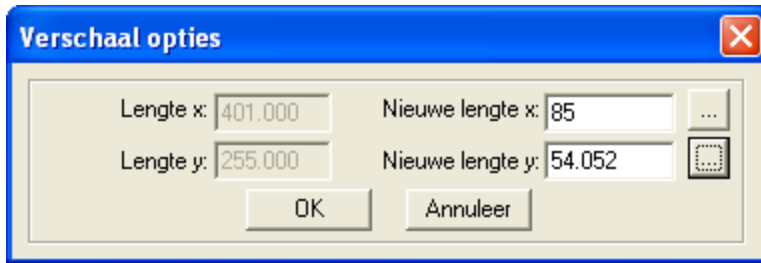 Verschaal opties
Lengte x: 401.000 Nieuwe lengte x: 85 ...
Lengte y: 255.000 Nieuwe lengte y: 54.052 ...
OK Annuleer